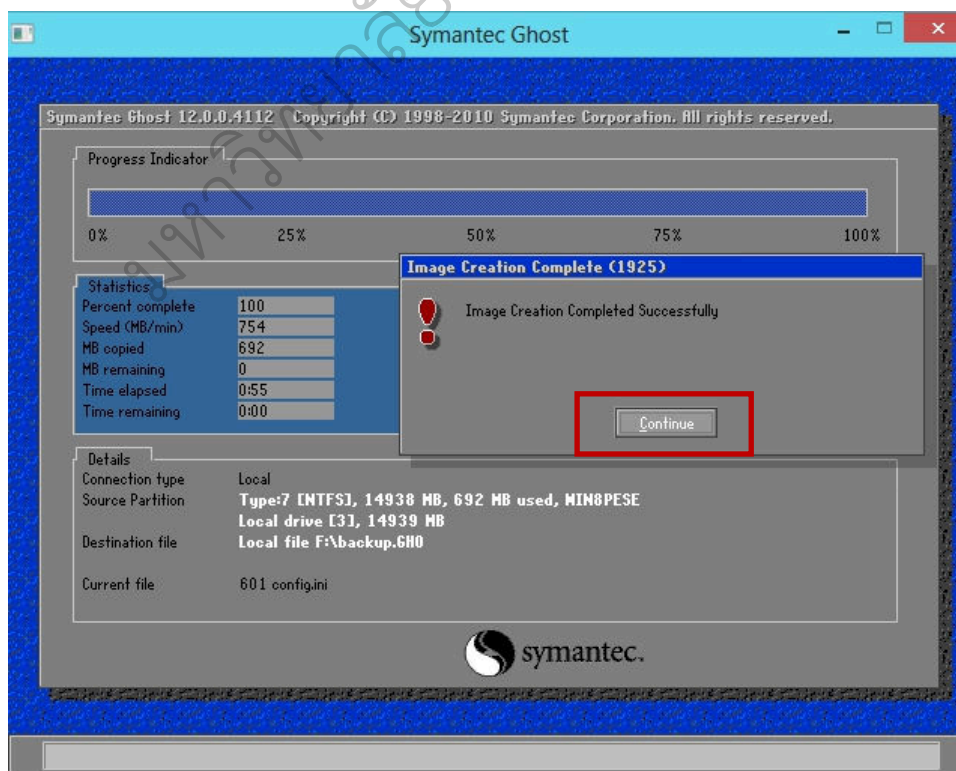 Symantec Ghost
Symantec Ghost 12.0.0.4112 Copyright (C) 1998-2010 Symantec Corporation. All rights reserved.
Progress Indicator
0% 25% 50% 75% 100%
Image Creation Complete (1925)
Image Creation Completed Successfully
Continue
Statistics
Percent complete 100
Speed (MB/min) 754
MB copied 692
MB remaining 0
Time elapsed 0:55
Time remaining 0:00
Details
Connection type Local
Source Partition Type:7 [NTFS], 14938 MB, 692 MB used, WIN8PESE
Local drive [3], 14939 MB
Destination file Local file F:\backup.GHO
Current file 601 config.ini
symantec.